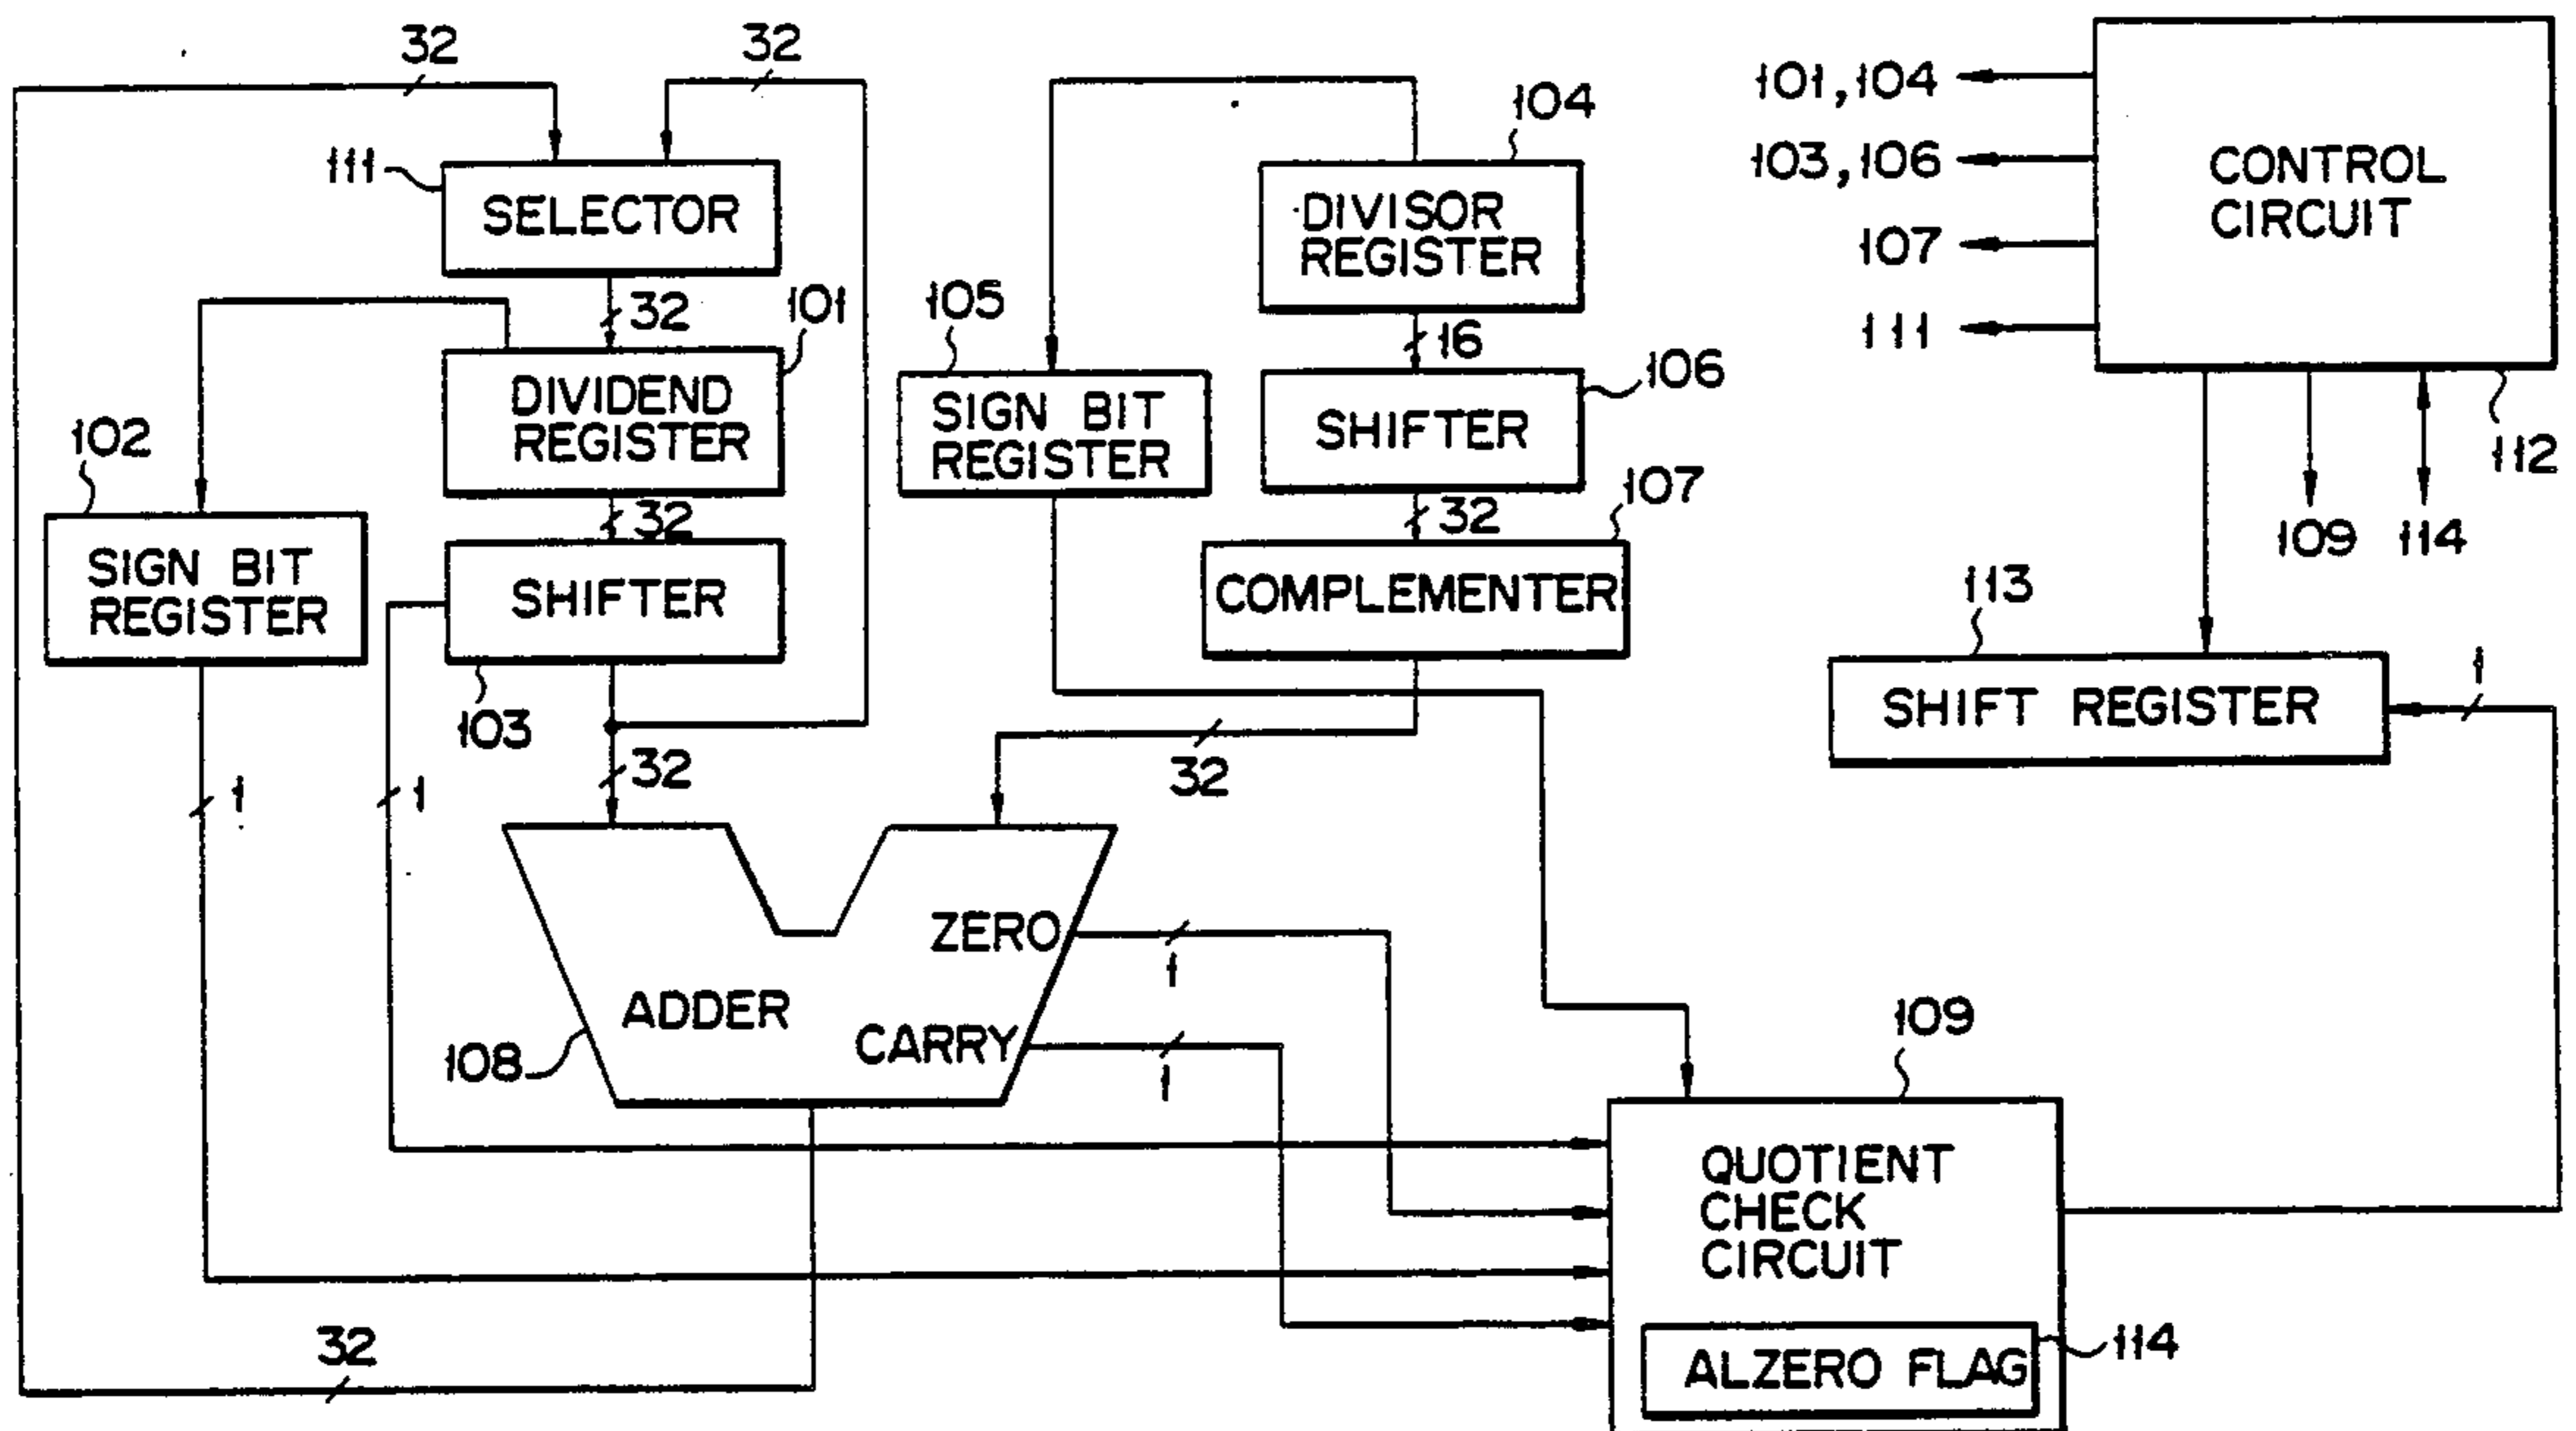 32
32
111
SELECTOR
32
101
DIVIDEND
REGISTER
102
SIGN BIT
REGISTER
32
SHIFTER
103
32
1
1
104
DIVISOR
REGISTER
105
SIGN BIT
REGISTER
16
106
SHIFTER
32
107
COMPLEMENTER
32
101,104
103,106
107
111
CONTROL
CIRCUIT
112
109
114
113
SHIFT REGISTER
1
ZERO
1
ADDER
CARRY
1
108
109
QUOTIENT
CHECK
CIRCUIT
ALZERO FLAG
114
32